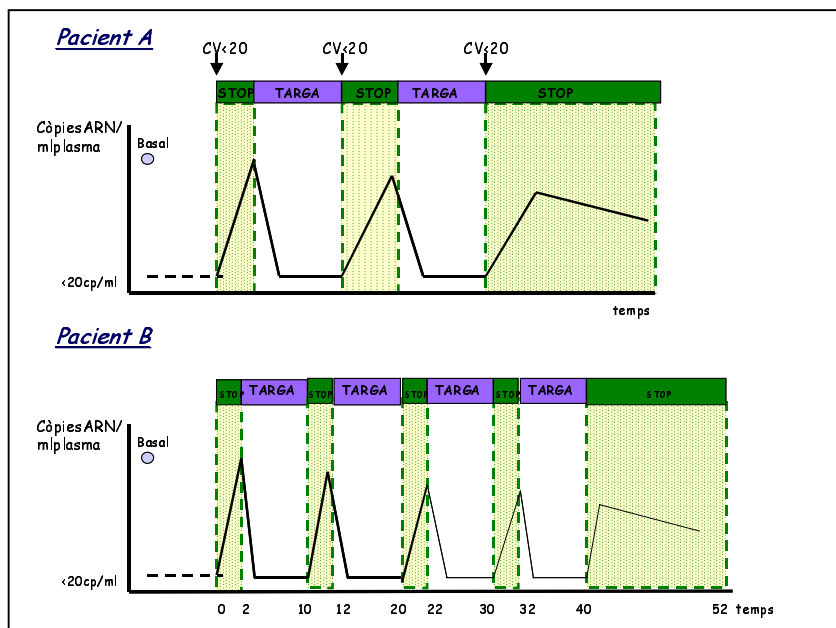 Pacient A
CV<20 CV<20 CV<20
STOP TARGA STOP TARGA STOP
Còpies ARN/
ml plasma
Basal
<20cp/ml
temps
Pacient B
STOP TARGA STOP TARGA STOP TARGA STOP TARGA STOP
Còpies ARN/
ml plasma
Basal
<20cp/ml
0 2 10 12 20 22 30 32 40 52 temps